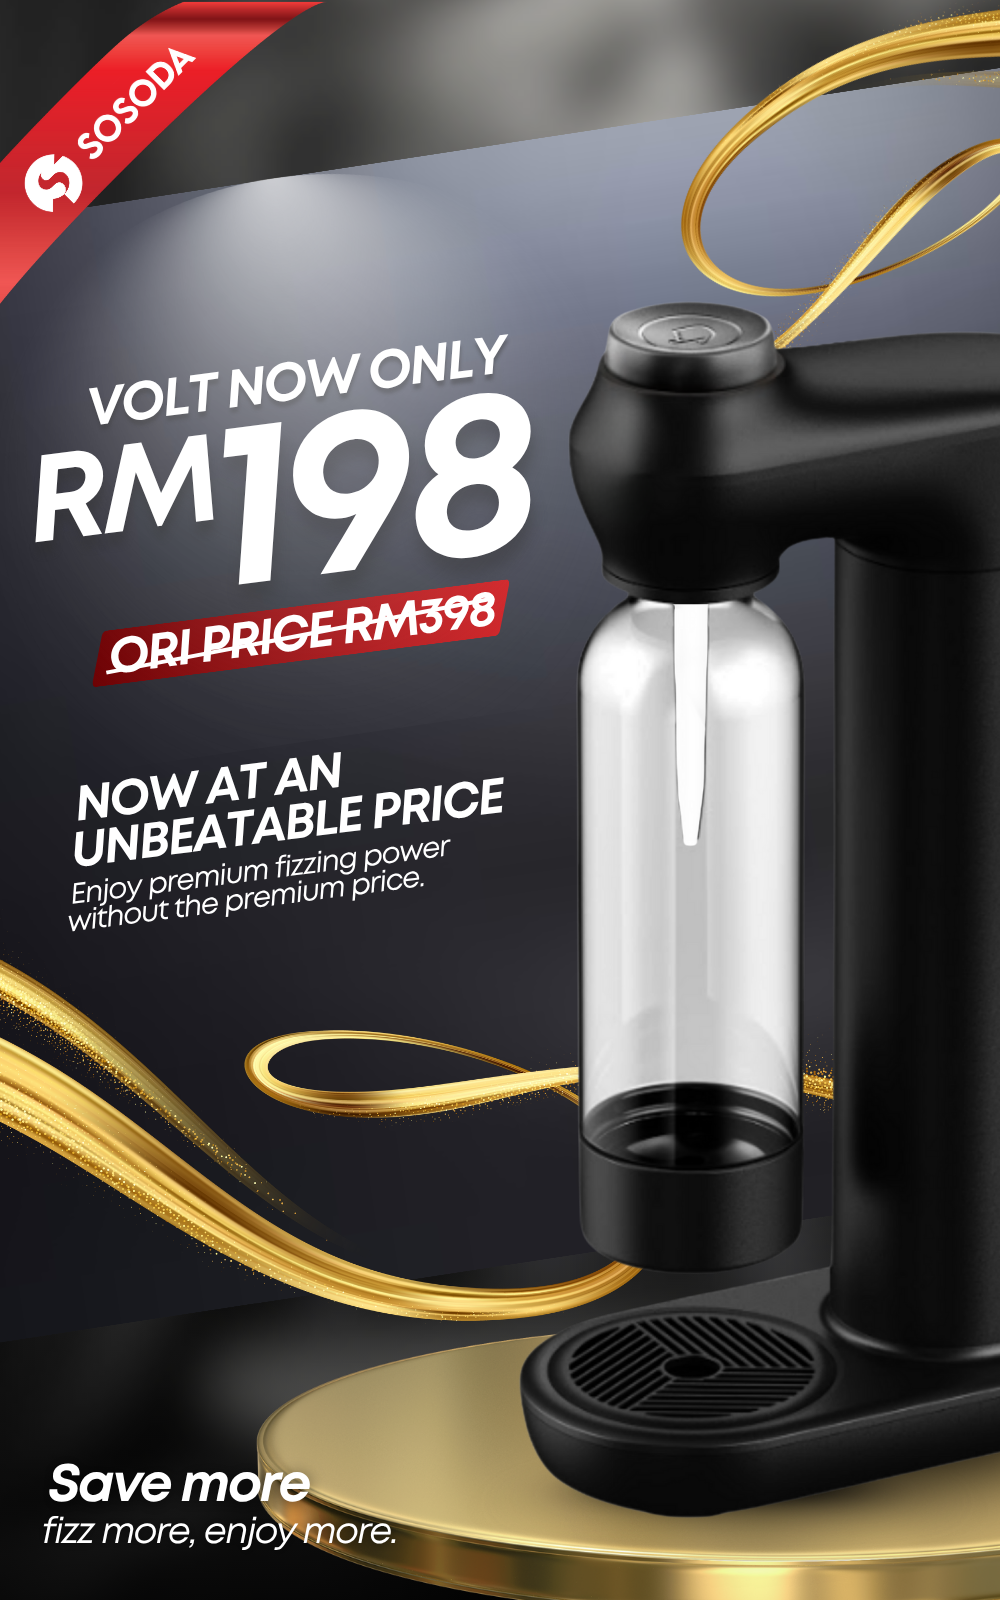 SOSODA
VOLT NOW ONLY
RM198
ORI PRICE RM398
NOW AT AN
UNBEATABLE PRICE
Enjoy premium fizzing power
without the premium price.
Save more
fizz more, enjoy more.